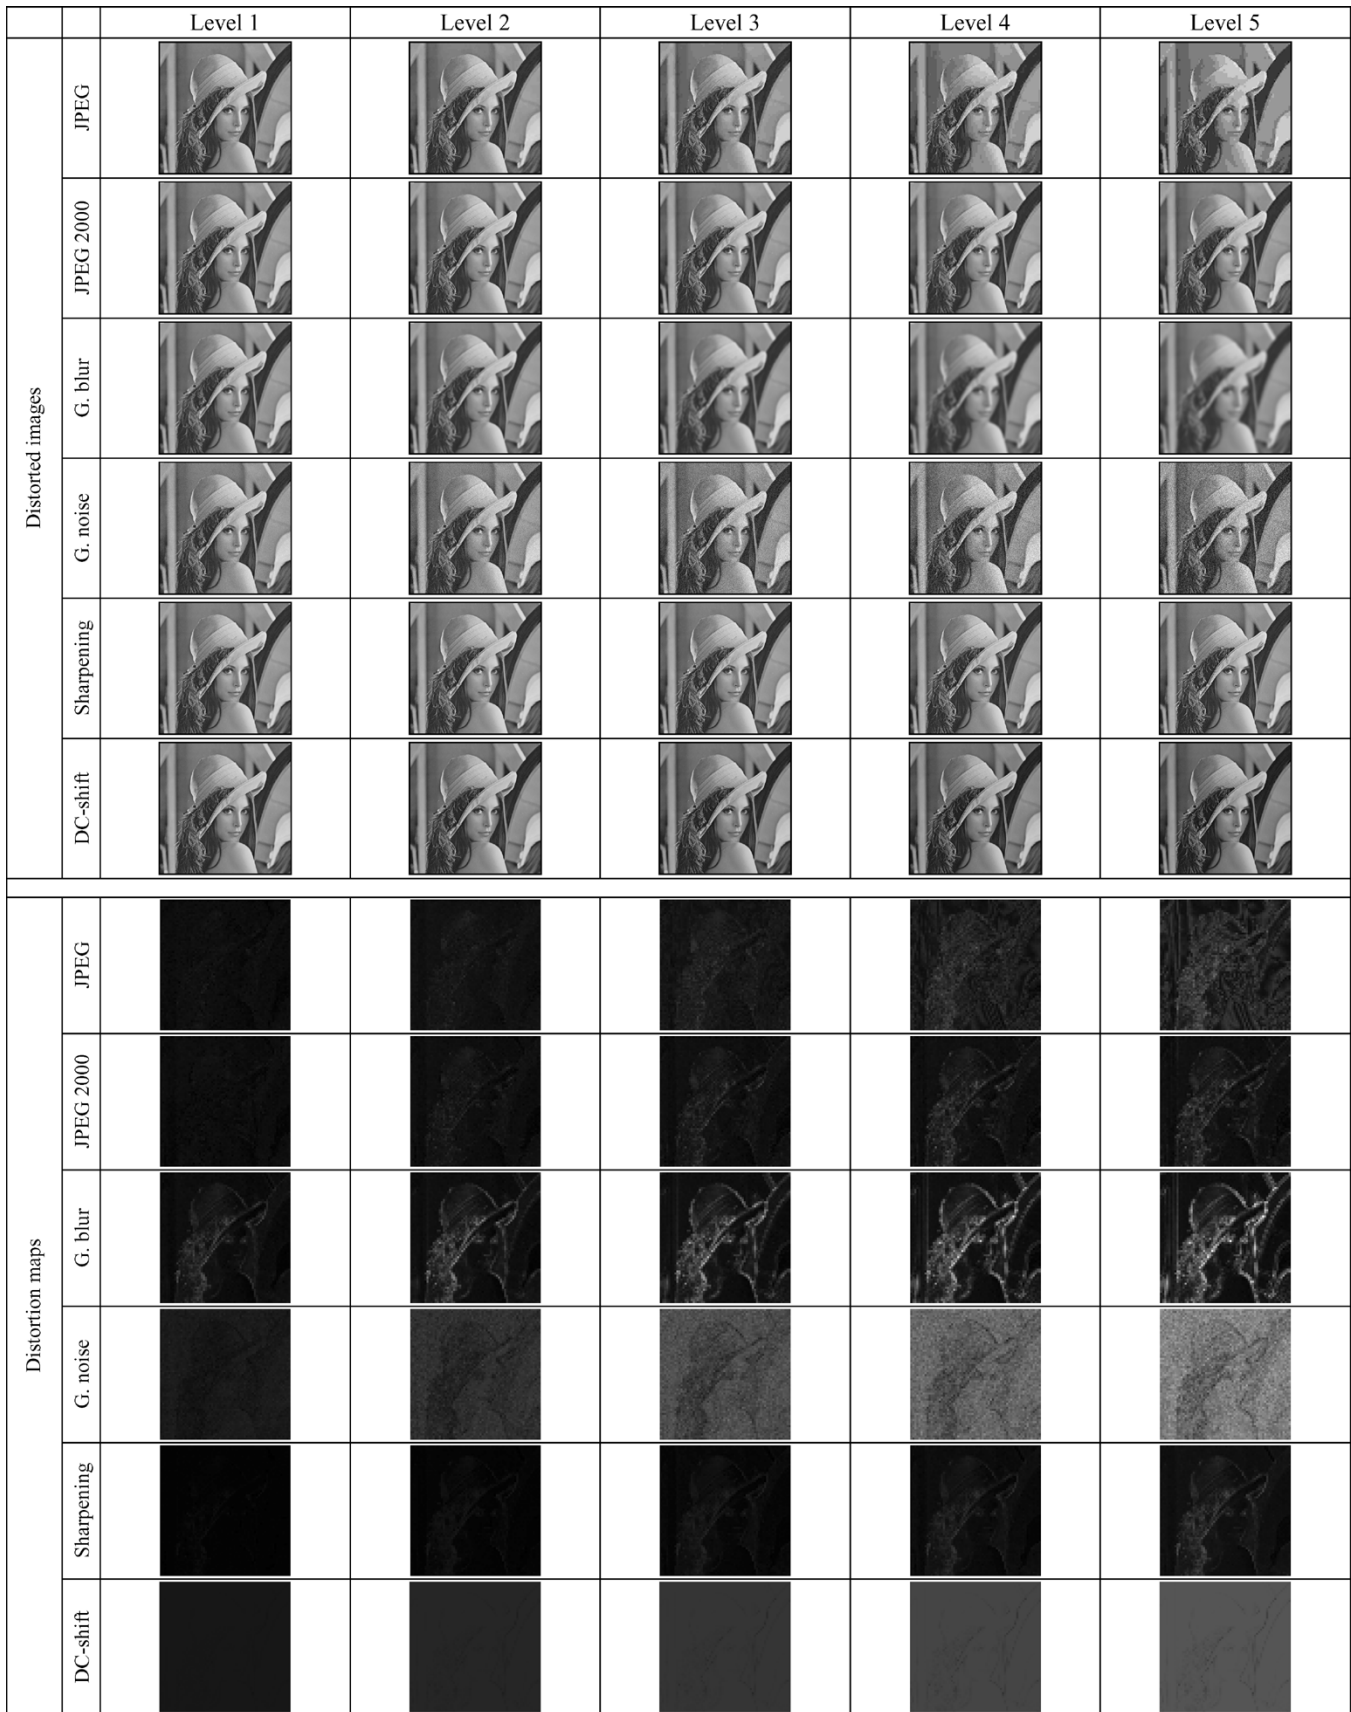 Level 1 Level 2 Level 3 Level 4 Level 5
Distorted images
JPEG
JPEG 2000
G. blur
G. noise
Sharpening
DC-shift
Distortion maps
JPEG
JPEG 2000
G. blur
G. noise
Sharpening
DC-shift